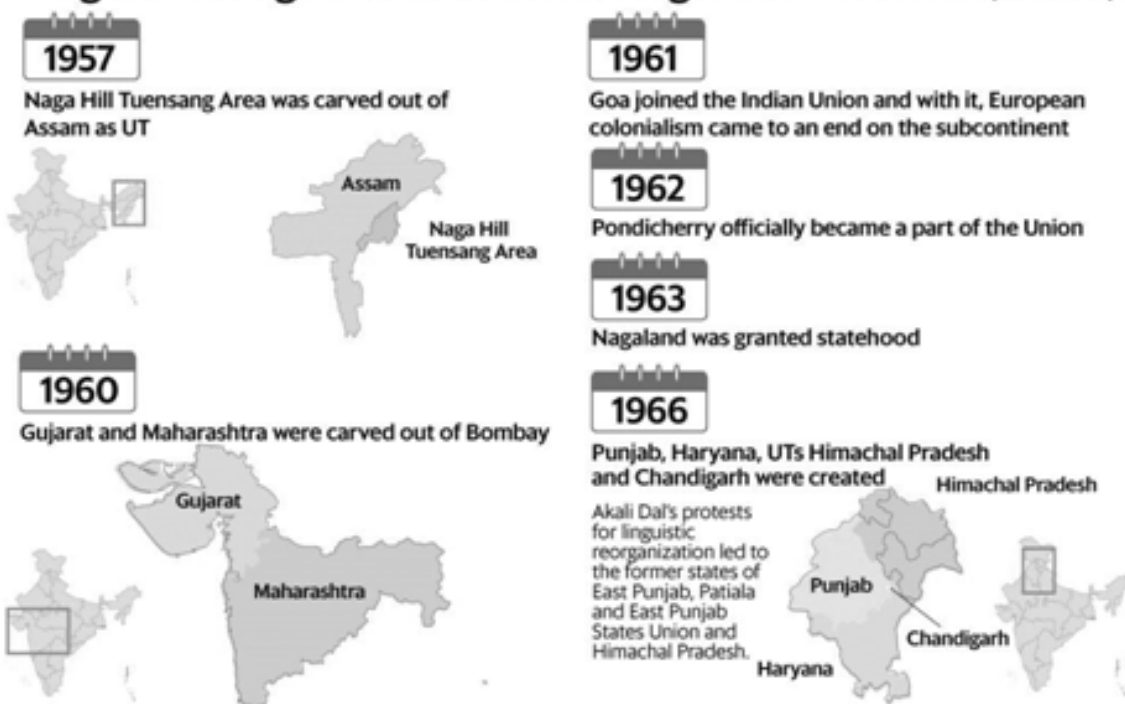 1957
Naga Hill Tuensang Area was carved out of
Assam as UT
Assam
Naga Hill
Tuensang Area
1960
Gujarat and Maharashtra were carved out of Bombay
Gujarat
Maharashtra
1961
Goa joined the Indian Union and with it, European
colonialism came to an end on the subcontinent
1962
Pondicherry officially became a part of the Union
1963
Nagaland was granted statehood
1966
Punjab, Haryana, UTs Himachal Pradesh
and Chandigarh were created
Akali Dal's protests
for linguistic
reorganization led to
the former states of
East Punjab, Patiala
and East Punjab
States Union and
Himachal Pradesh.
Himachal Pradesh
Punjab
Chandigarh
Haryana